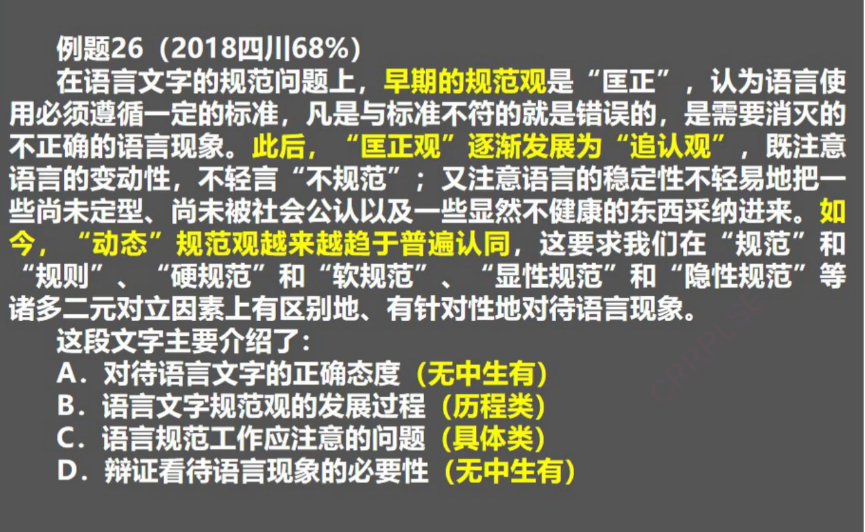 例题26（2018四川68%）
在语言文字的规范问题上，早期的规范观是“匡正”，认为语言使
用必须遵循一定的标准，凡是与标准不符的就是错误的，是需要消灭的
不正确的语言现象。此后，“匡正观”逐渐发展为“追认观”，既注意
语言的变动性，不轻言“不规范”；又注意语言的稳定性不轻易地把一
些尚未定型、尚未被社会公认以及一些显然不健康的东西采纳进来。如
今，“动态”规范观越来越趋于普遍认同，这要求我们在“规范”和
“规则”、“硬规范”和“软规范”、“显性规范”和“隐性规范”等
诸多二元对立因素上有区别地、有针对性地对待语言现象。
这段文字主要介绍了：
A．对待语言文字的正确态度（无中生有）
B．语言文字规范观的发展过程（历程类）
C．语言规范工作应注意的问题（具体类）
D．辩证看待语言现象的必要性（无中生有）